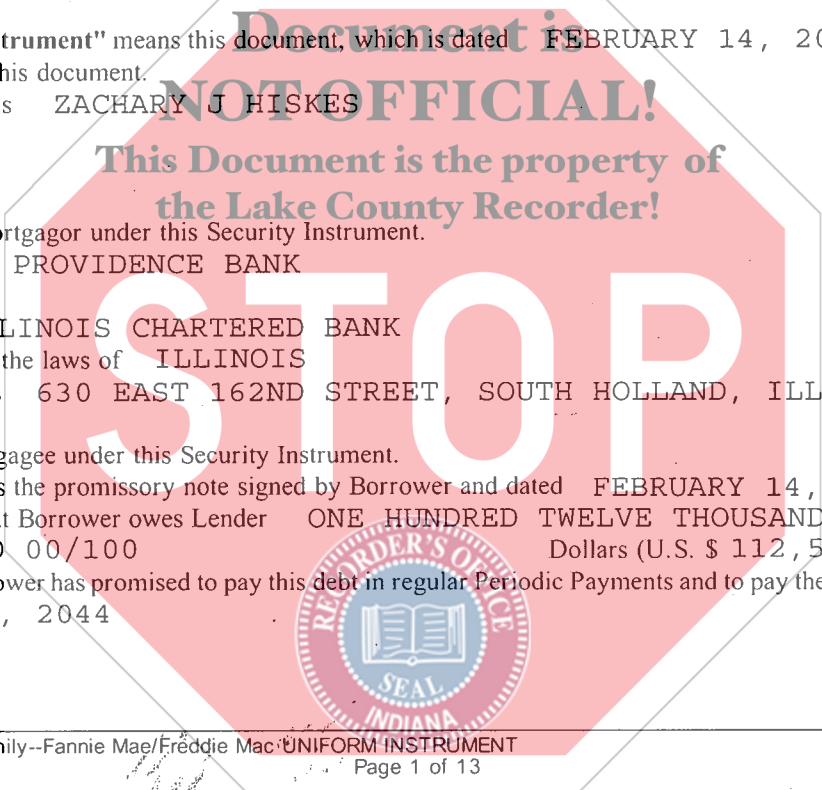 Document is
trument" means this document, which is dated FEBRUARY 14, 20
his document.
s ZACHARY J HISKES
NOT OFFICIAL!
This Document is the property of
the Lake County Recorder!
ortgagor under this Security Instrument.
PROVIDENCE BANK
STOP
LINOIS CHARTERED BANK
the laws of ILLINOIS
630 EAST 162ND STREET, SOUTH HOLLAND, ILL
gagee under this Security Instrument.
s the promissory note signed by Borrower and dated FEBRUARY 14,
t Borrower owes Lender ONE HUNDRED TWELVE THOUSAND
00/100 Dollars (U.S. $ 112,5
ower has promised to pay this debt in regular Periodic Payments and to pay the
, 2044
RECORDER'S OFFICE
SEAL
INDIANA
nily--Fannie Mae/Freddie Mac UNIFORM INSTRUMENT
Page 1 of 13